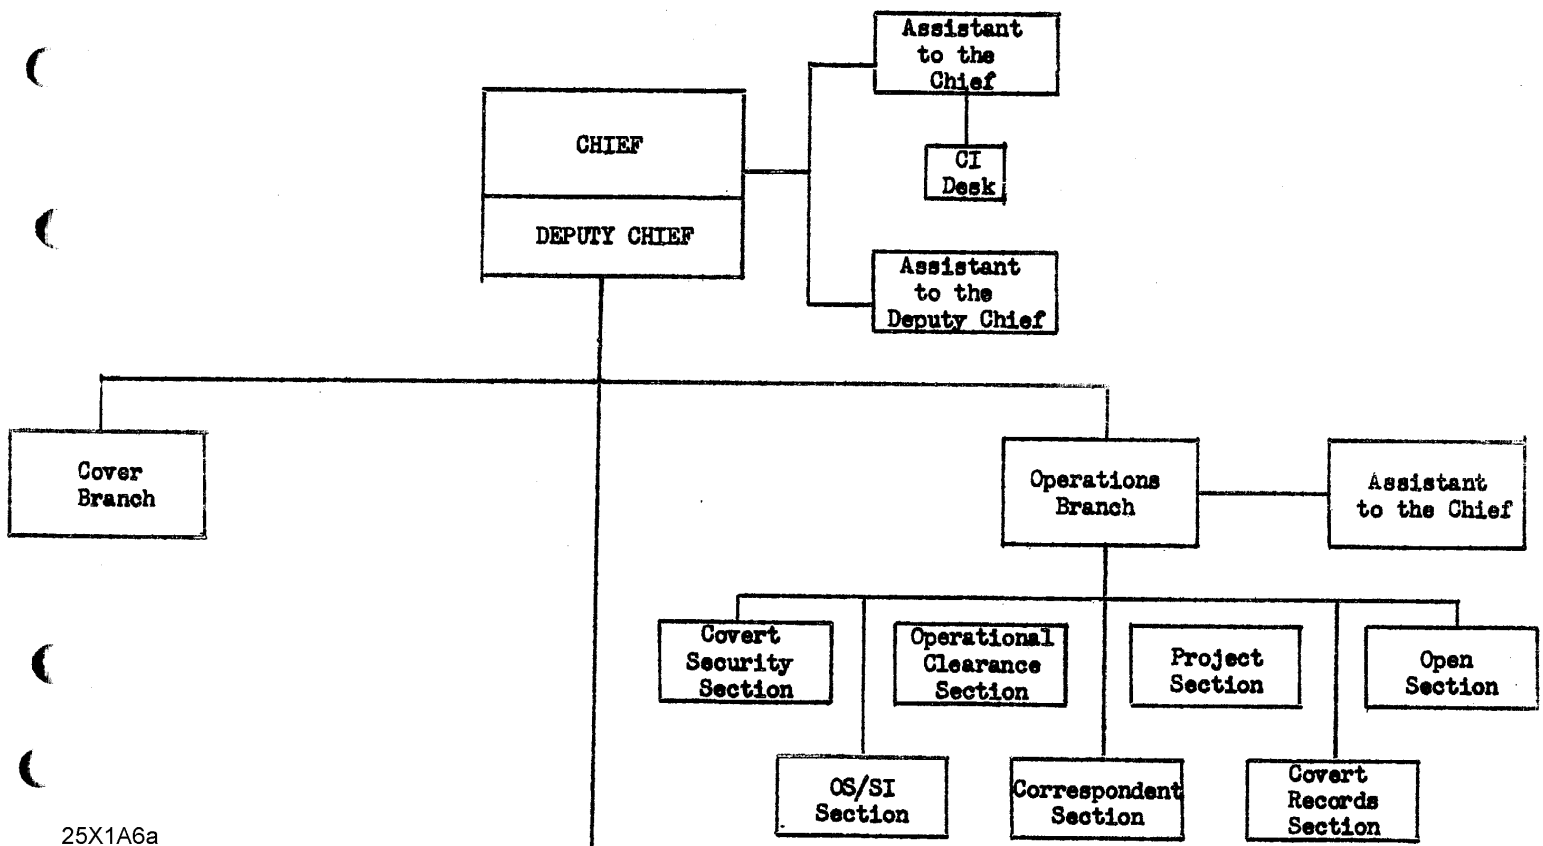 Assistant
to the
Chief
CHIEF
CI
Desk
DEPUTY CHIEF
Assistant
to the
Deputy Chief
Cover
Branch
Operations
Branch
Assistant
to the Chief
Covert
Security
Section
Operational
Clearance
Section
Project
Section
Open
Section
OS/SI
Section
Correspondent
Section
Covert
Records
Section
25X1A6a